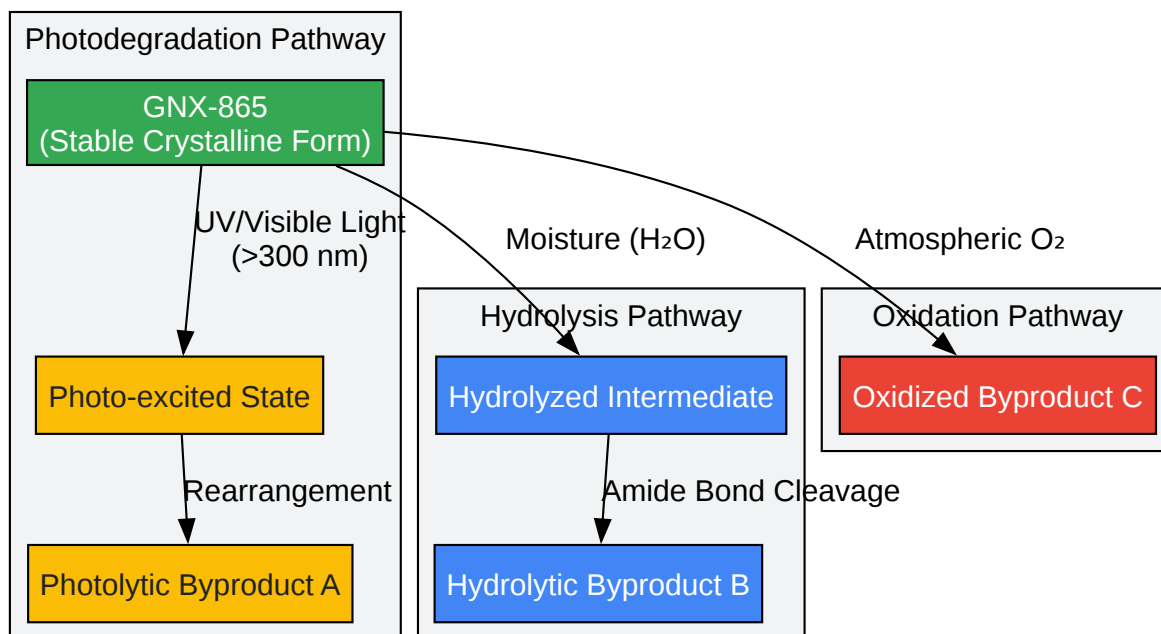 Photodegradation Pathway
GNX-865
(Stable Crystalline Form)
UV/Visible Light
(>300 nm)
Moisture (H₂O)
Atmospheric O₂
Hydrolysis Pathway
Oxidation Pathway
Photo-excited State
Hydrolyzed Intermediate
Oxidized Byproduct C
Rearrangement
Amide Bond Cleavage
Photolytic Byproduct A
Hydrolytic Byproduct B